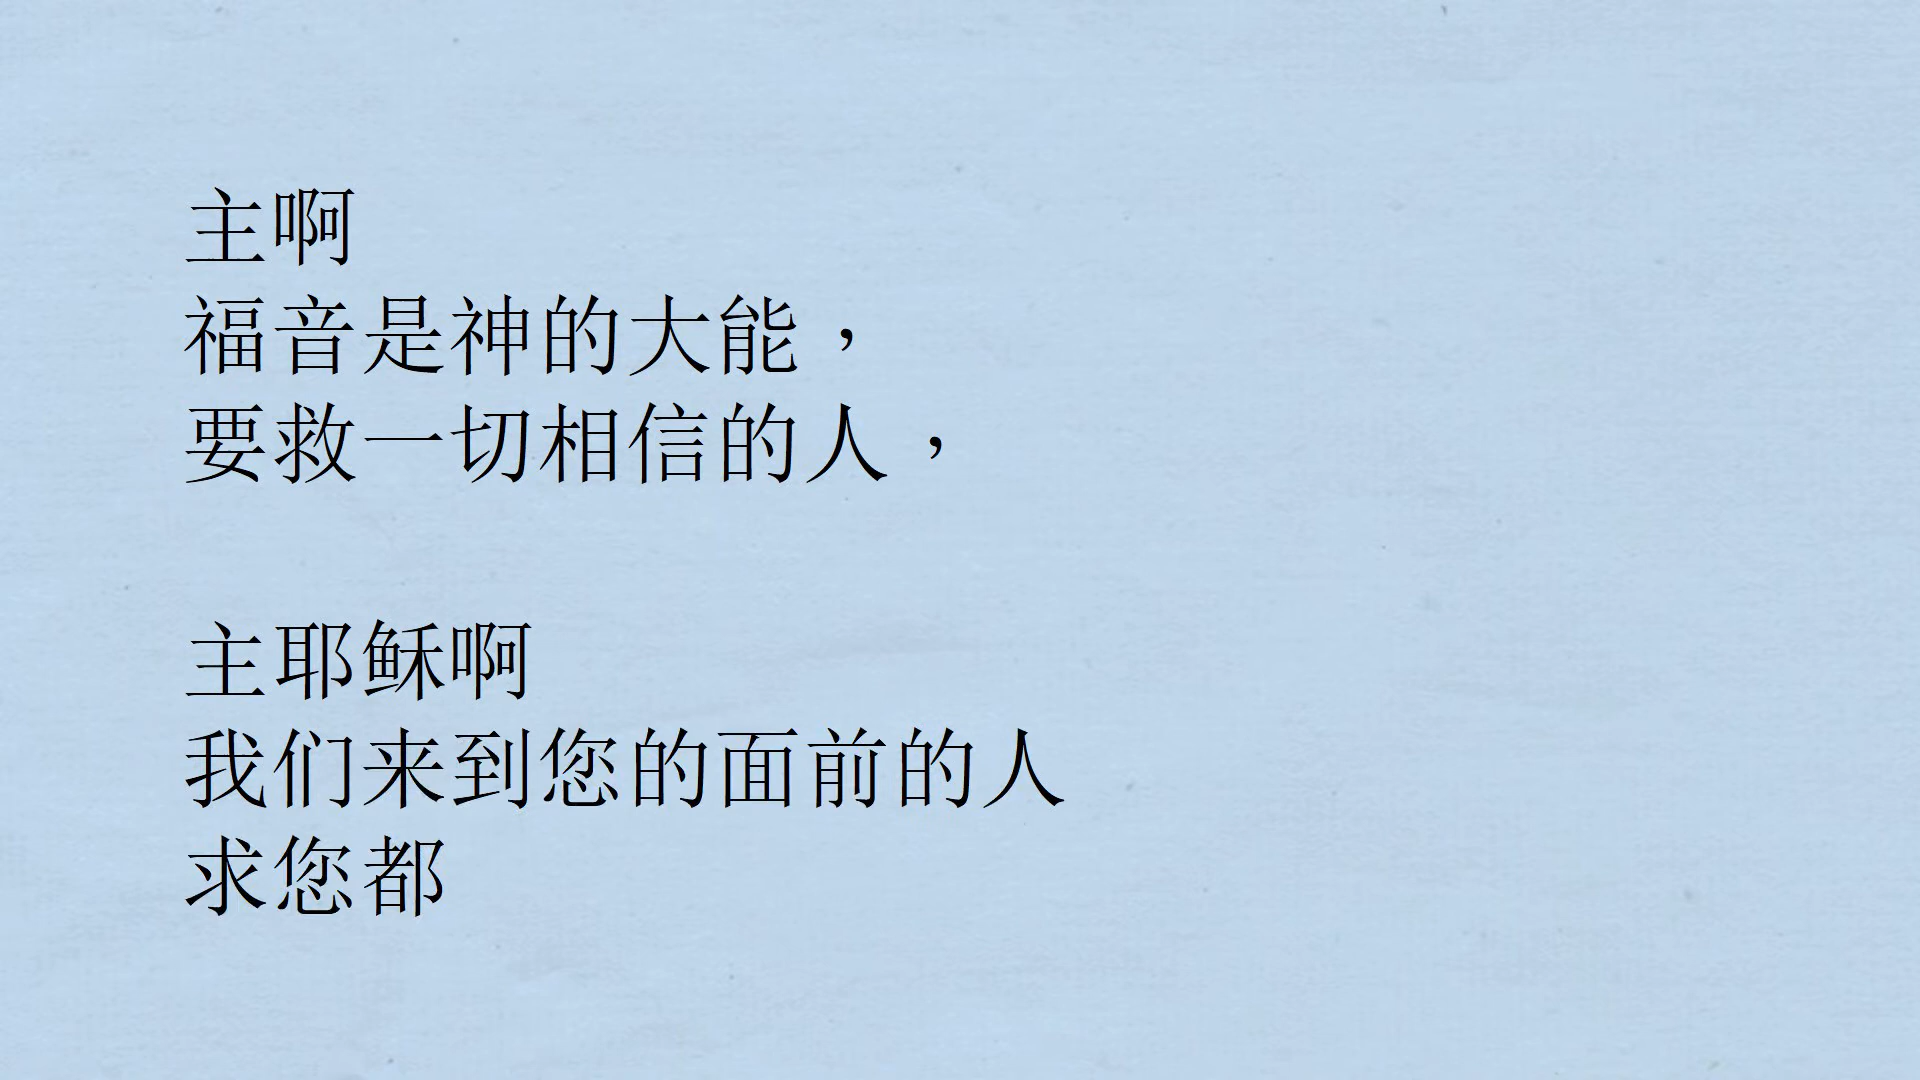 主啊
福音是神的大能，
要救一切相信的人，
主耶稣啊
我们来到您的面前的人
求您都